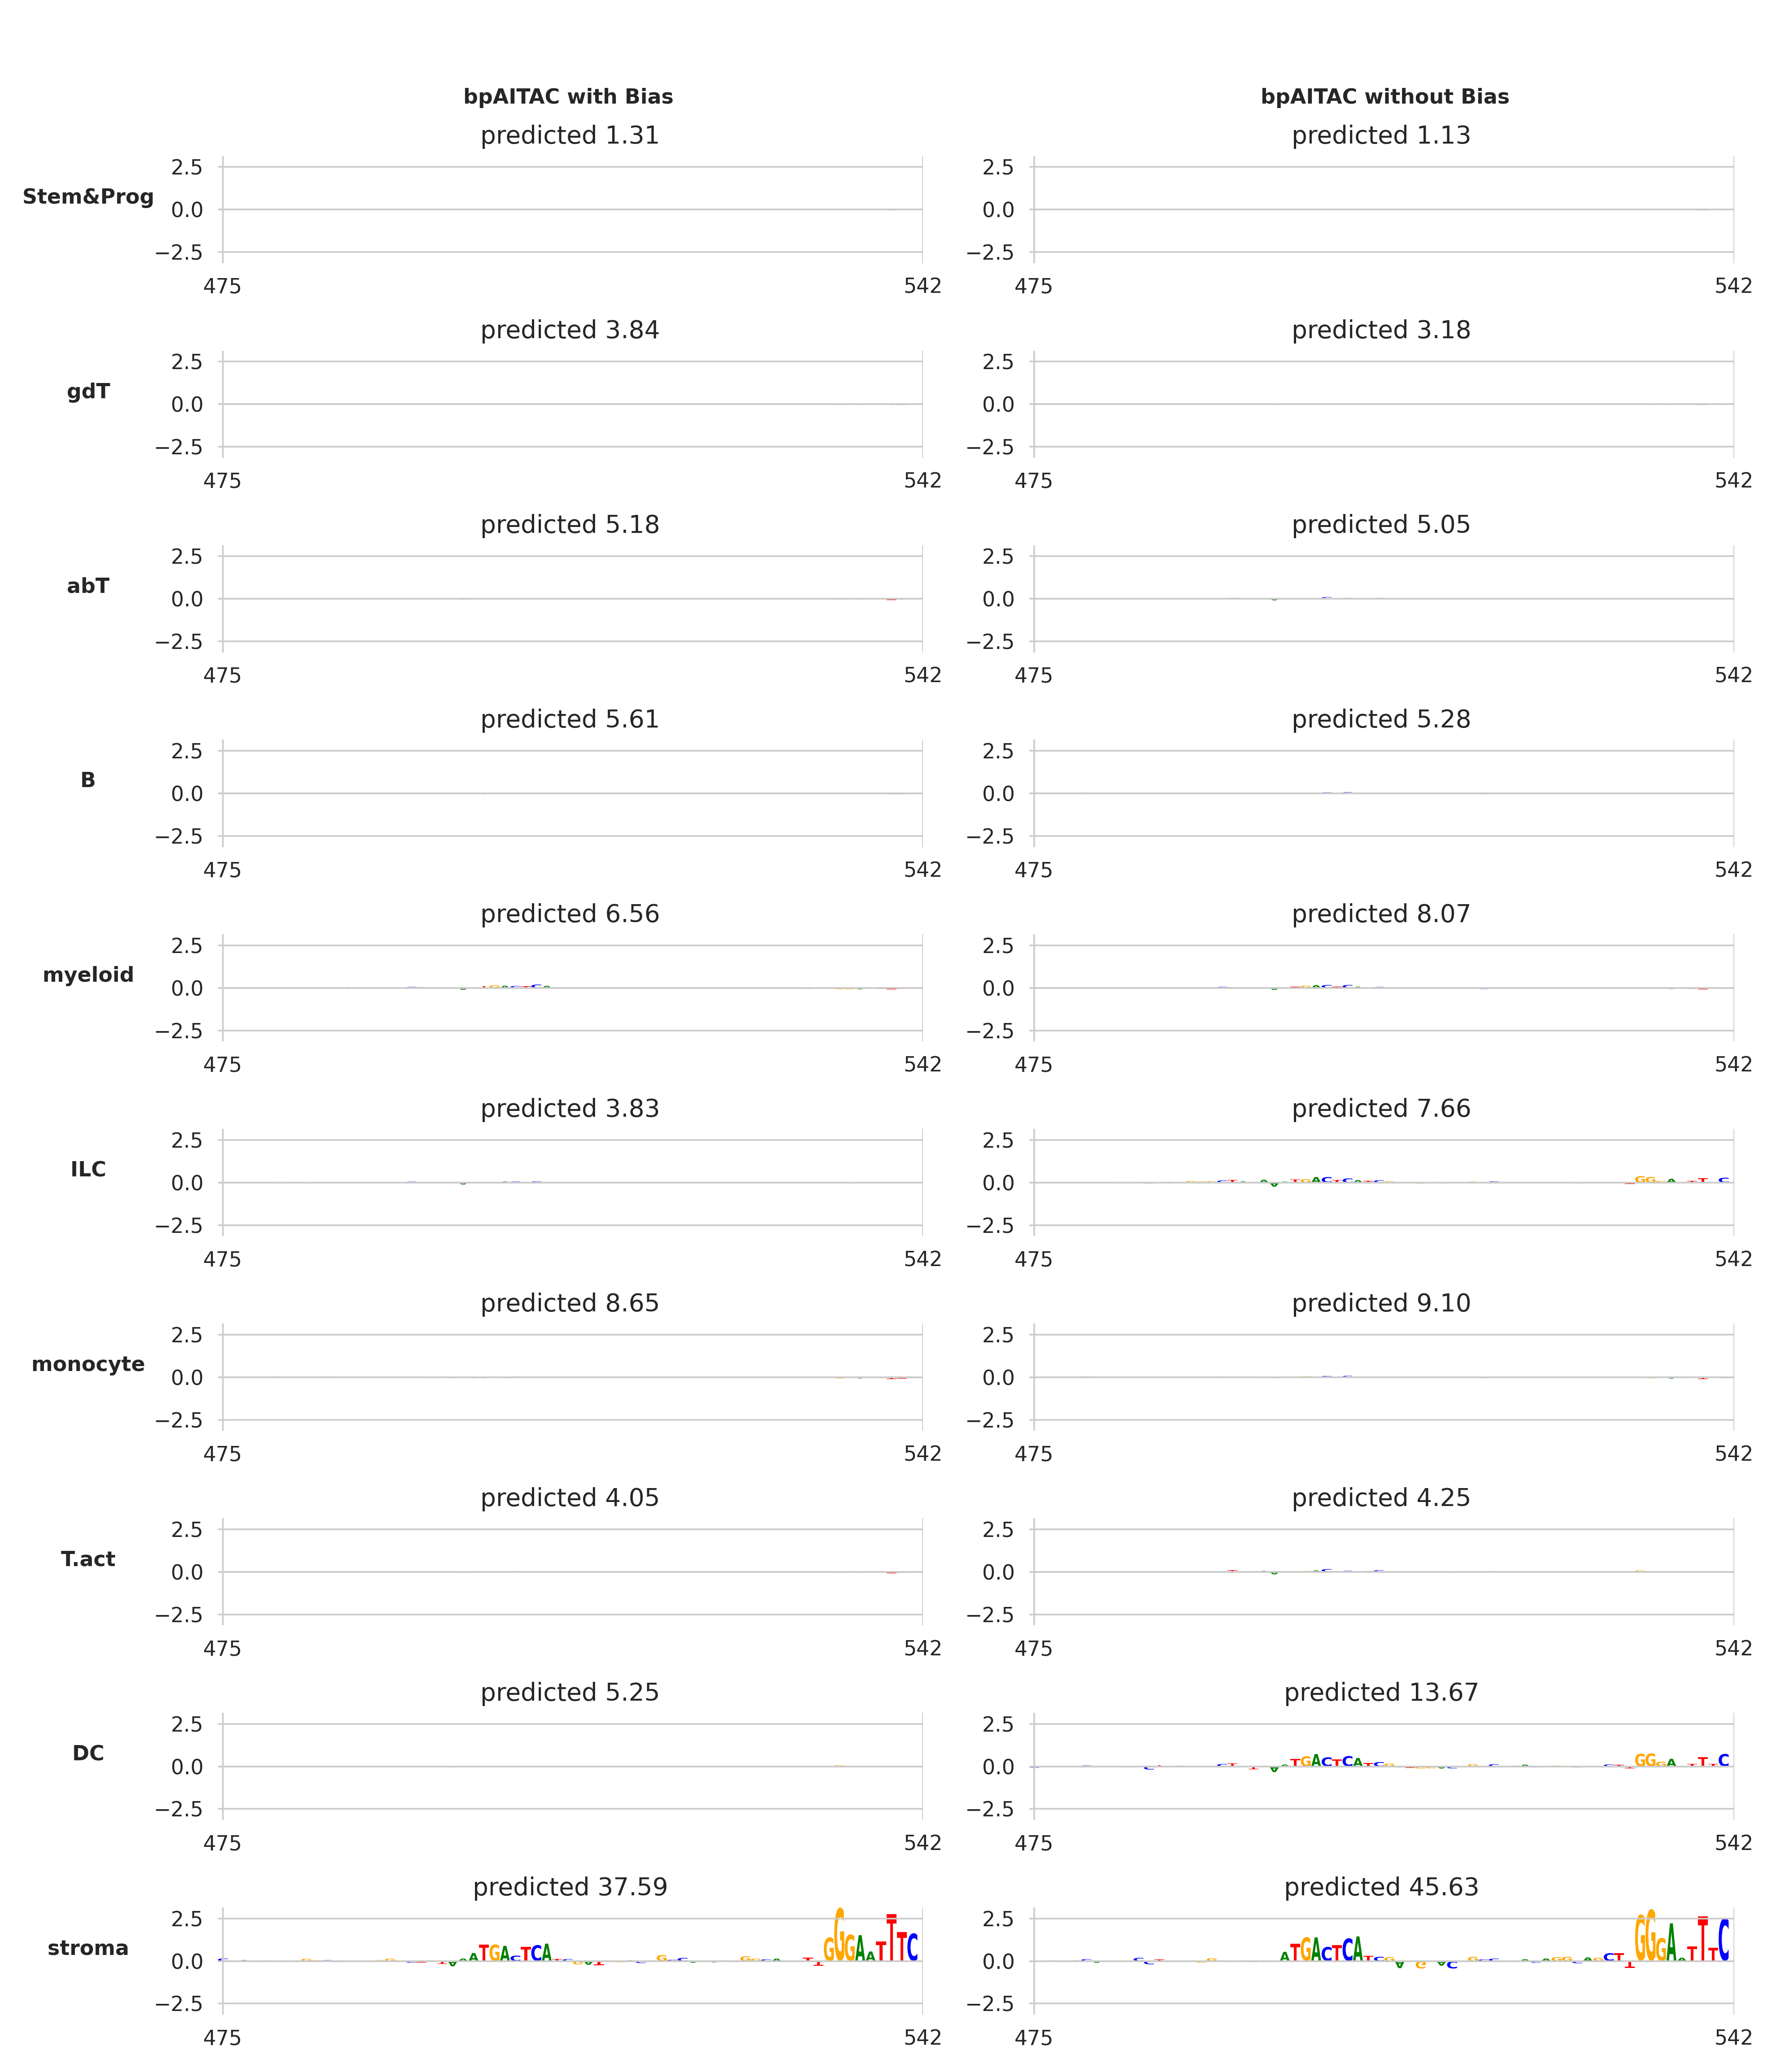 bpAITAC with Bias bpAITAC without Bias
predicted 1.31 predicted 1.13
Stem&Prog
2.5 2.5
0.0 0.0
−2.5 −2.5
475 542 475 542
predicted 3.84 predicted 3.18
gdT
2.5 2.5
0.0 0.0
−2.5 −2.5
475 542 475 542
predicted 5.18 predicted 5.05
abT
2.5 2.5
0.0 0.0
−2.5 −2.5
475 542 475 542
predicted 5.61 predicted 5.28
B
2.5 2.5
0.0 0.0
−2.5 −2.5
475 542 475 542
predicted 6.56 predicted 8.07
myeloid
2.5 2.5
0.0 0.0
−2.5 −2.5
475 542 475 542
predicted 3.83 predicted 7.66
ILC
2.5 2.5
0.0 0.0
−2.5 −2.5
475 542 475 542
predicted 8.65 predicted 9.10
monocyte
2.5 2.5
0.0 0.0
−2.5 −2.5
475 542 475 542
predicted 4.05 predicted 4.25
T.act
2.5 2.5
0.0 0.0
−2.5 −2.5
475 542 475 542
predicted 5.25 predicted 13.67
DC
2.5 2.5
0.0 TGACTCA GGGA 0.0
−2.5 −2.5
475 542 475 542
predicted 37.59 predicted 45.63
stroma
2.5 2.5
0.0 ATGACTCA GGGAATTTC 0.0 ATGACTCA GGGAATTTC
−2.5 −2.5
475 542 475 542